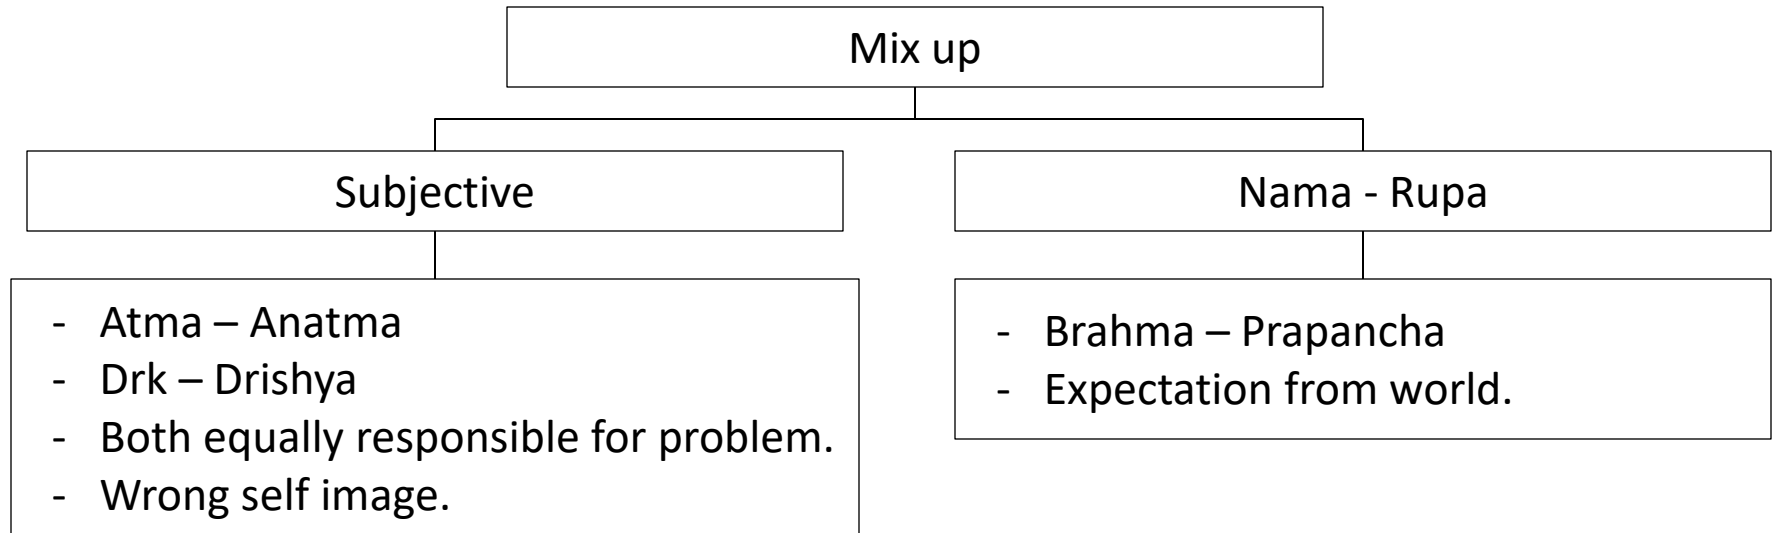 Mix up
Subjective
Nama - Rupa
- Atma – Anatma
- Drk – Drishya
- Both equally responsible for problem.
- Wrong self image.
- Brahma – Prapancha
- Expectation from world.